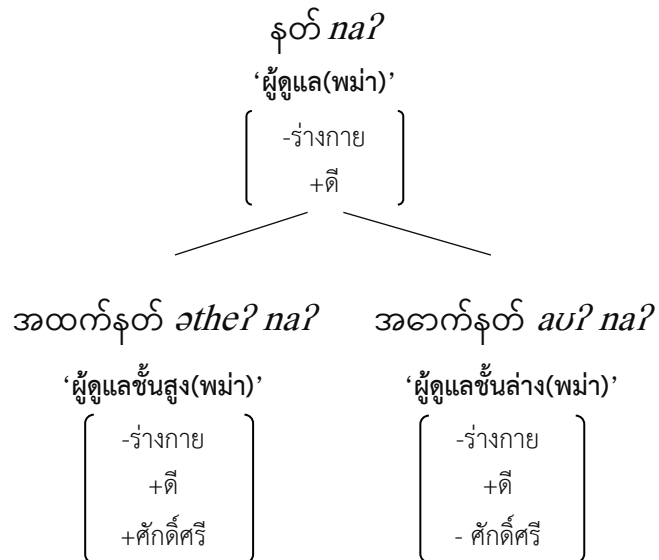 နတ် naʔ
‘ผู้ดูแล(พม่า)’
-ร่างกาย
+ดี
အထက်နတ် ətheʔ naʔ
အောက်နတ် aʊʔ naʔ
‘ผู้ดูแลชั้นสูง(พม่า)’
‘ผู้ดูแลชั้นล่าง(พม่า)’
-ร่างกาย
-ร่างกาย
+ดี
+ดี
+ศักดิ์ศรี
- ศักดิ์ศรี